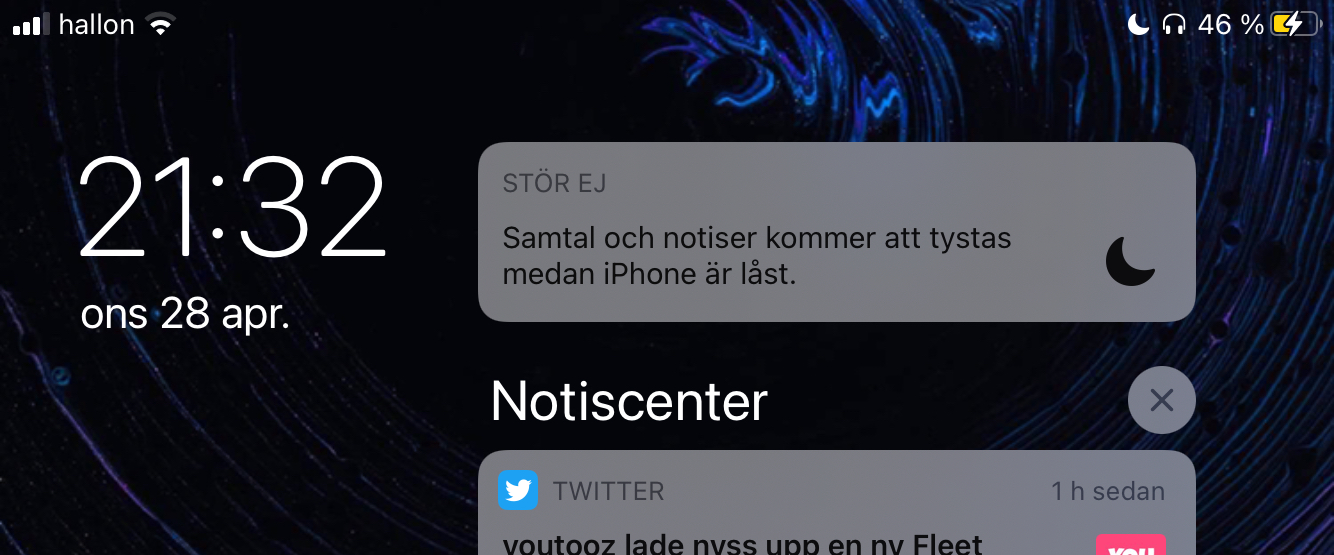 hallon
46 %
21:32
ons 28 apr.
STÖR EJ
Samtal och notiser kommer att tystas
medan iPhone är låst.
Notiscenter
TWITTER
1 h sedan
youtooz lade nyss upp en ny Fleet
YOU